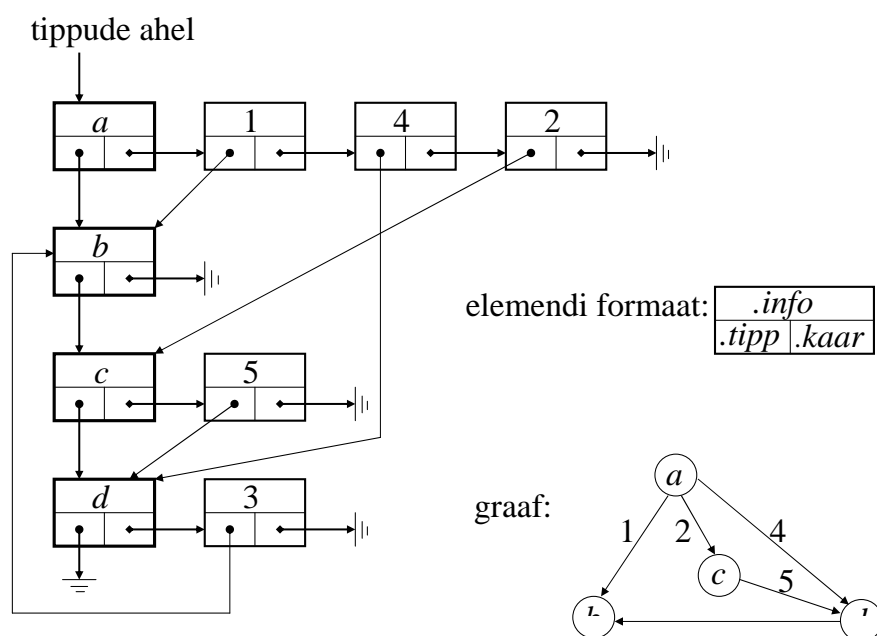 tippude ahel
a 1 4 2
b
elemendi formaat: .info
.tipp .kaar
c 5
d 3
graaf:
a
1 2 4
c 5